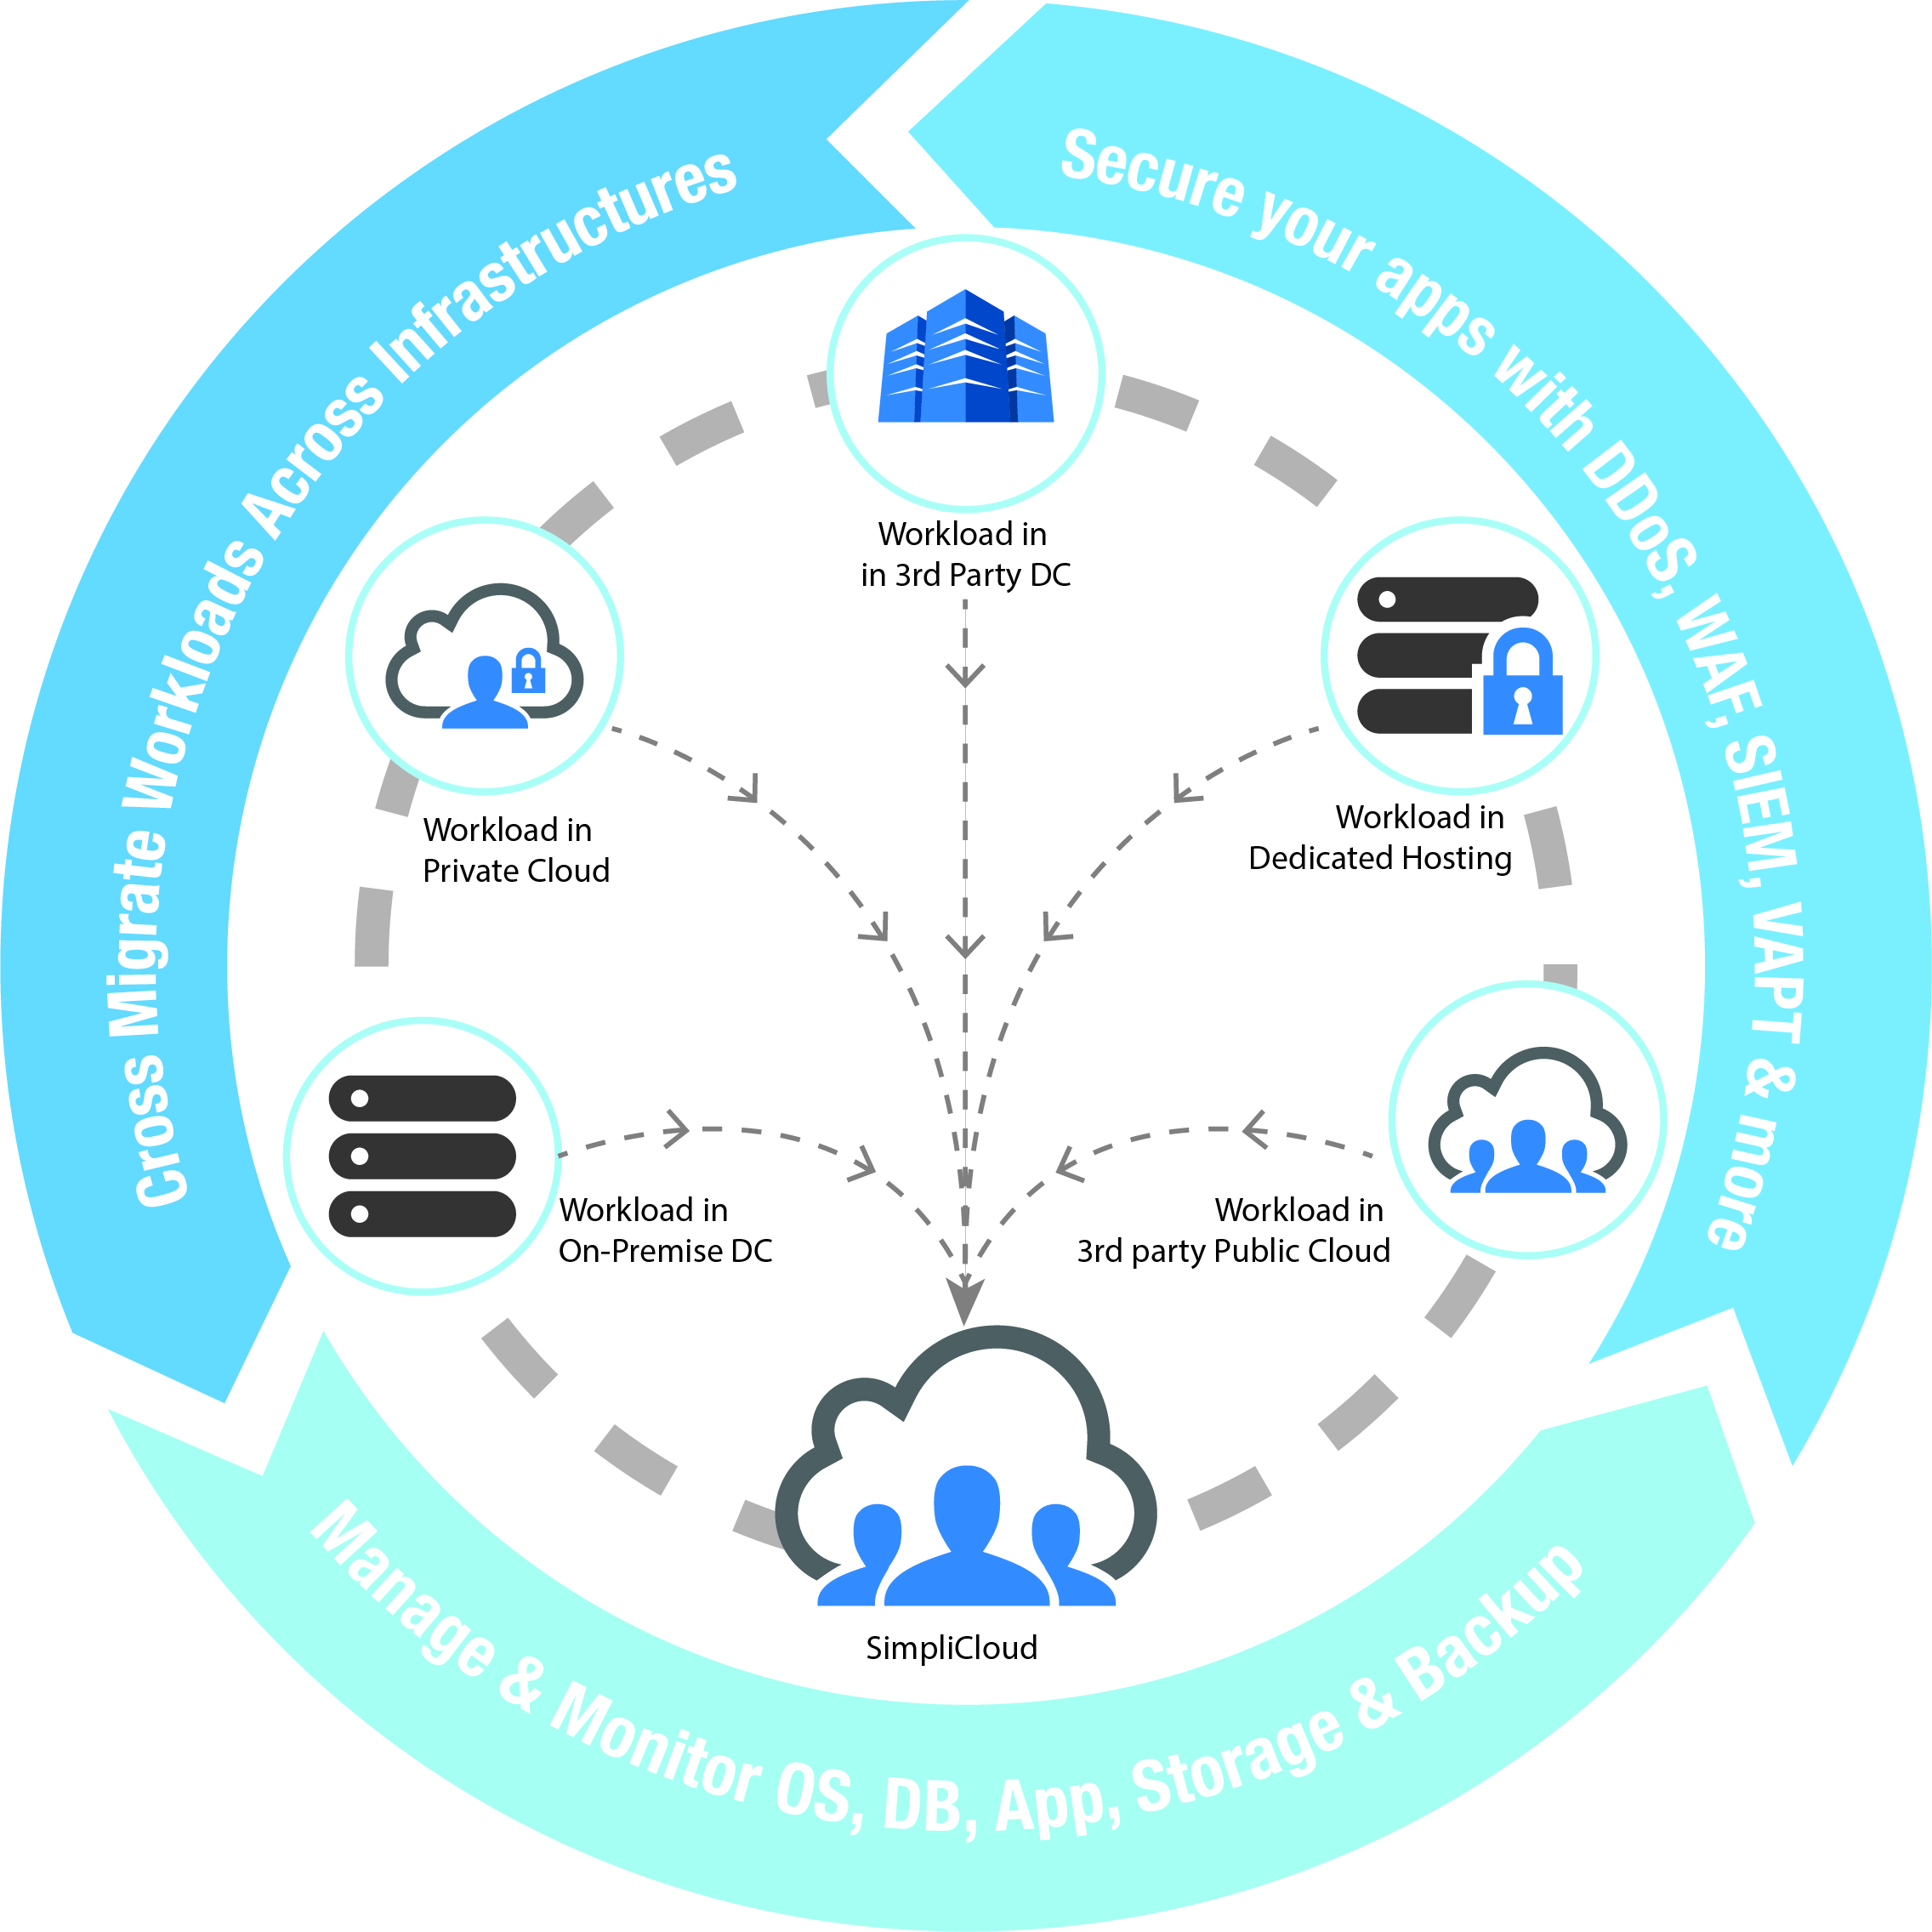 Cross Migrate Workloads Across Infrastructures
Secure your apps with DDoS, WAF, SIEM, VAPT & more
Workload in
in 3rd Party DC
Workload in
Private Cloud
Workload in
Dedicated Hosting
Workload in
On-Premise DC
Workload in
3rd party Public Cloud
SimpliCloud
Manage & Monitor OS, DB, App, Storage & Backup